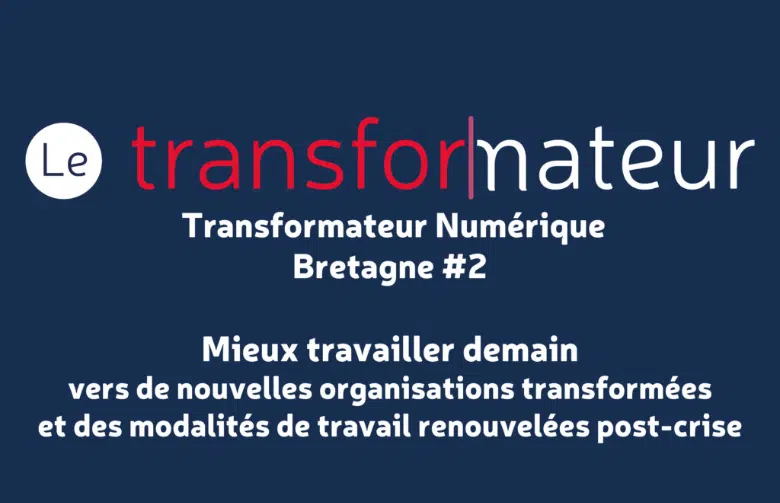 Le transformateur
Transformateur Numérique
Bretagne #2
Mieux travailler demain
vers de nouvelles organisations transformées
et des modalités de travail renouvelées post-crise